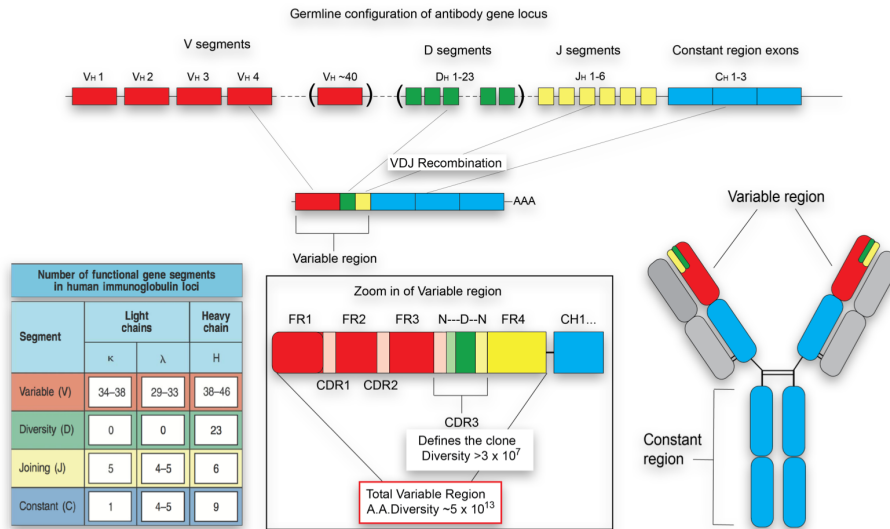 Germline configuration of antibody gene locus
V segments
D segments
J segments
Constant region exons
VH 1
VH 2
VH 3
VH 4
VH ~40
DH 1-23
JH 1-6
CH 1-3
( )
( )
VDJ Recombination
AAA
Variable region
Variable region
Number of functional gene segments
in human immunoglobulin loci
Segment
Light
chains
Heavy
chain
κ
λ
H
Variable (V)
34–38
29–33
38–46
Diversity (D)
0
0
23
Joining (J)
5
4–5
6
Constant (C)
1
4–5
9
Zoom in of Variable region
FR1
FR2
FR3
N---D--N
FR4
CH1...
CDR1
CDR2
CDR3
Defines the clone
Diversity >3 x 10⁷
Total Variable Region
A.A.Diversity ~5 x 10¹³
Constant
region